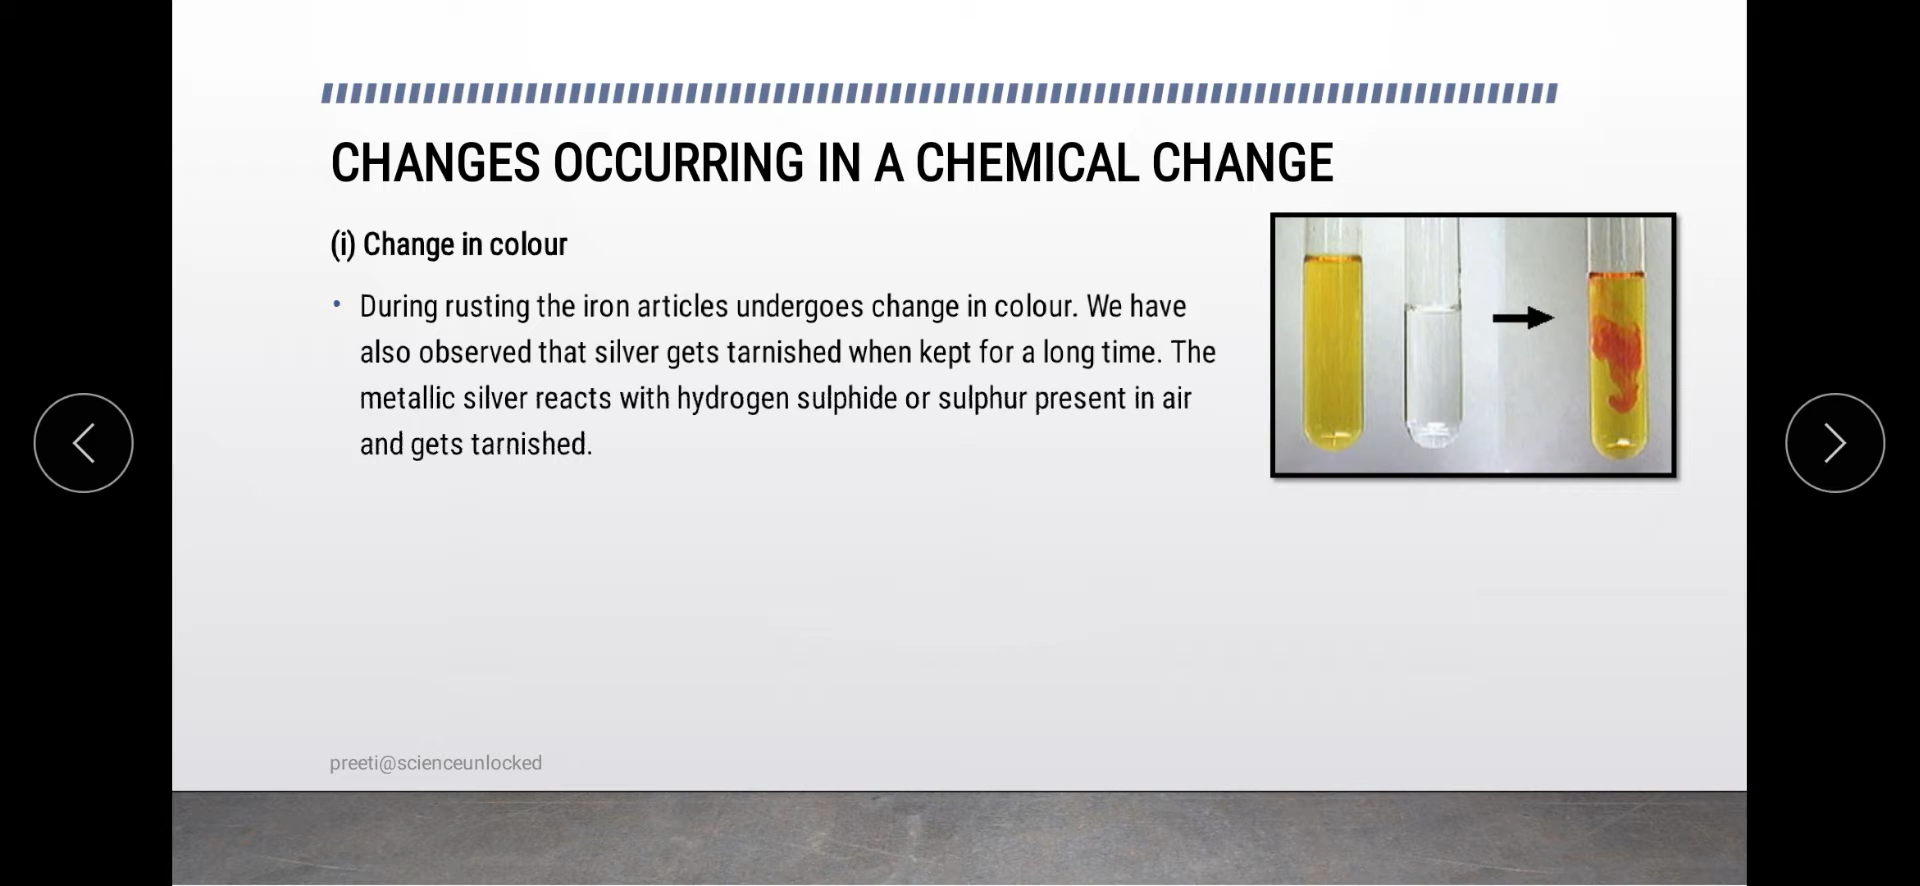 CHANGES OCCURRING IN A CHEMICAL CHANGE
(i) Change in colour
• During rusting the iron articles undergoes change in colour. We have
also observed that silver gets tarnished when kept for a long time. The
metallic silver reacts with hydrogen sulphide or sulphur present in air
and gets tarnished.
preeti@scienceunlocked